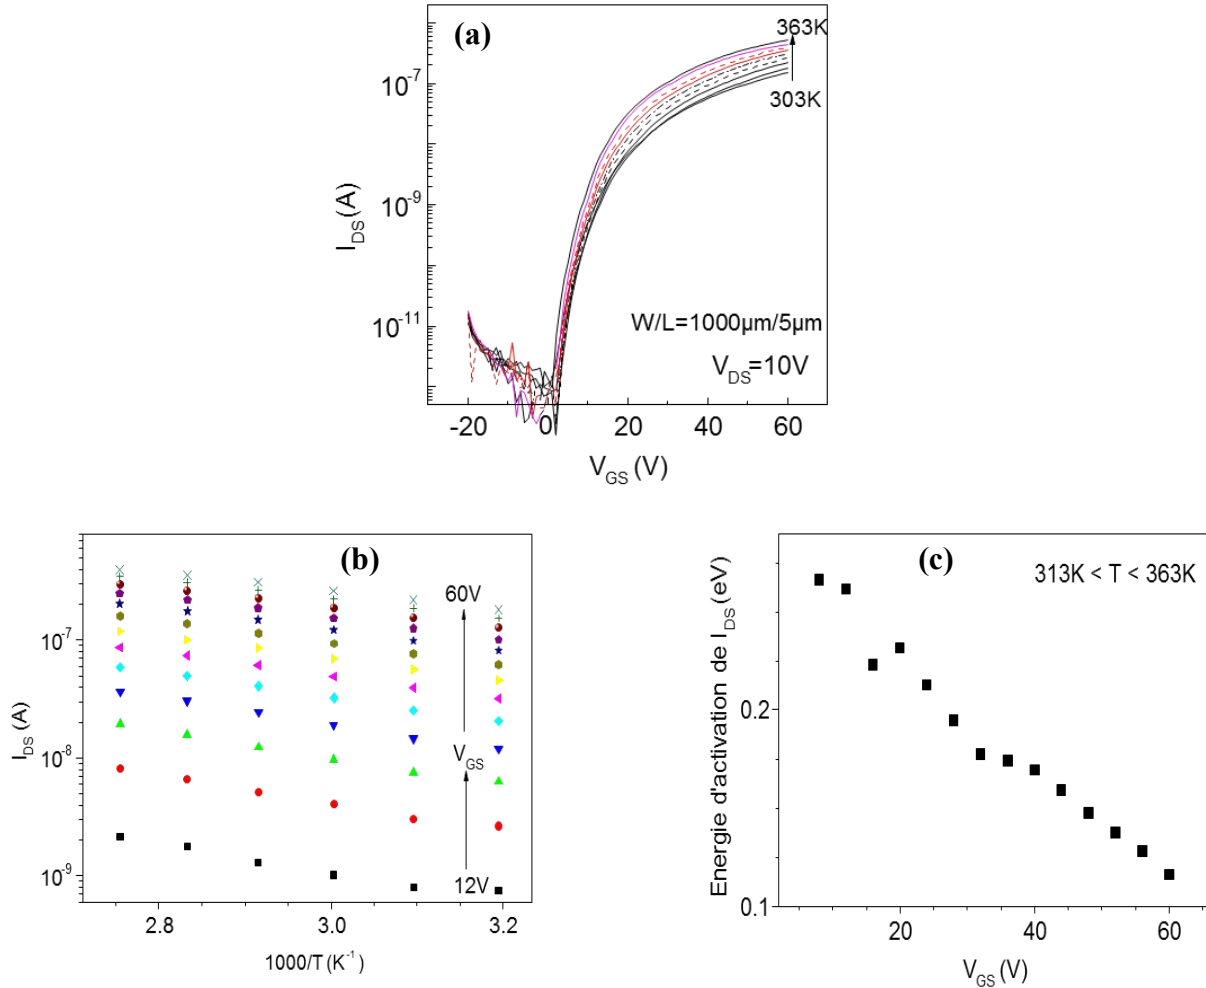 (a)
363K
303K
10⁻⁷
10⁻⁹
10⁻¹¹
I_DS (A)
W/L=1000µm/5µm
V_DS=10V
-20 0 20 40 60
V_GS (V)
(b)
60V
V_GS
12V
10⁻⁷
10⁻⁸
10⁻⁹
I_DS (A)
2.8 3.0 3.2
1000/T (K⁻¹)
(c)
313K < T < 363K
Energie d'activation de I_DS (eV)
0.2
0.1
20 40 60
V_GS (V)